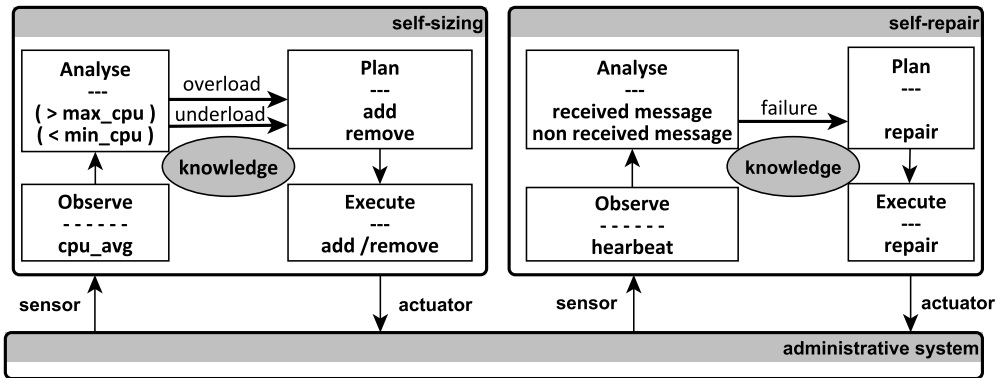 self-sizing
Analyse
---
( > max_cpu )
( < min_cpu )
overload
underload
Plan
---
add
remove
knowledge
Observe
- - - - - -
cpu_avg
Execute
---
add /remove
sensor
actuator
self-repair
Analyse
---
received message
non received message
failure
Plan
---
repair
knowledge
Observe
- - - - - -
hearbeat
Execute
---
repair
sensor
actuator
administrative system